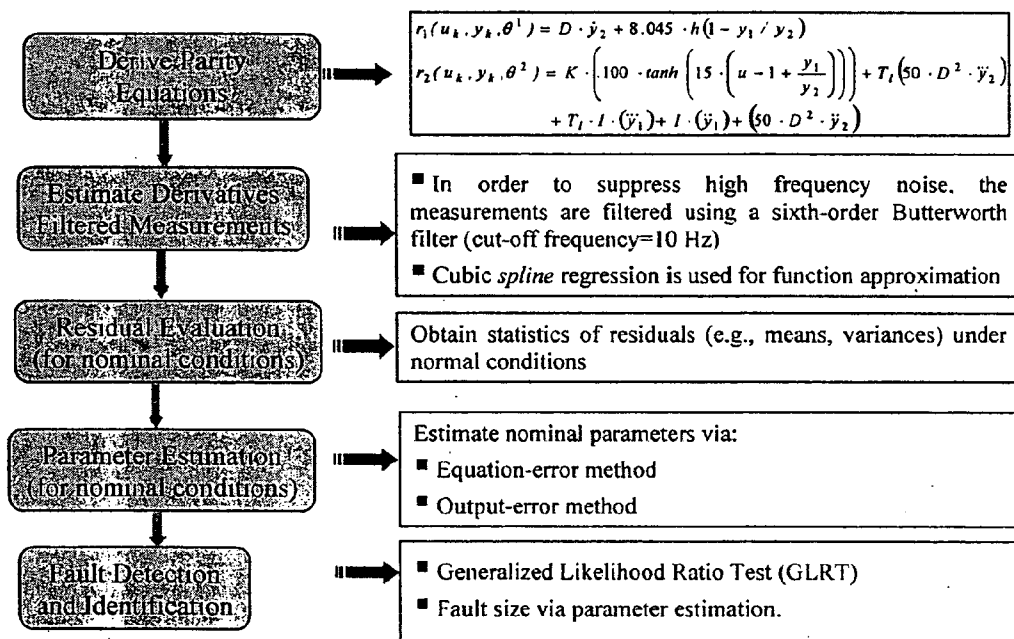 Derive Parity
Equations
r₁(u_k, y_k, θ¹) = D · ẏ₂ + 8.045 · h(1 − y₁ / y₂)
r₂(u_k, y_k, θ²) = K · (.100 · tanh (15 · (u − 1 + y₁/y₂))) + T_I(50 · D² · ÿ₂)
+ T_I · I · (ÿ₁) + I · (ÿ₁) + (50 · D² · ÿ₂)
Estimate Derivatives
Filtered Measurements
▪ In order to suppress high frequency noise, the
measurements are filtered using a sixth-order Butterworth
filter (cut-off frequency=10 Hz)
▪ Cubic spline regression is used for function approximation
Residual Evaluation
(for nominal conditions)
Obtain statistics of residuals (e.g., means, variances) under
normal conditions
Parameter Estimation
(for nominal conditions)
Estimate nominal parameters via:
▪ Equation-error method
▪ Output-error method
Fault Detection
and Identification
▪ Generalized Likelihood Ratio Test (GLRT)
▪ Fault size via parameter estimation.